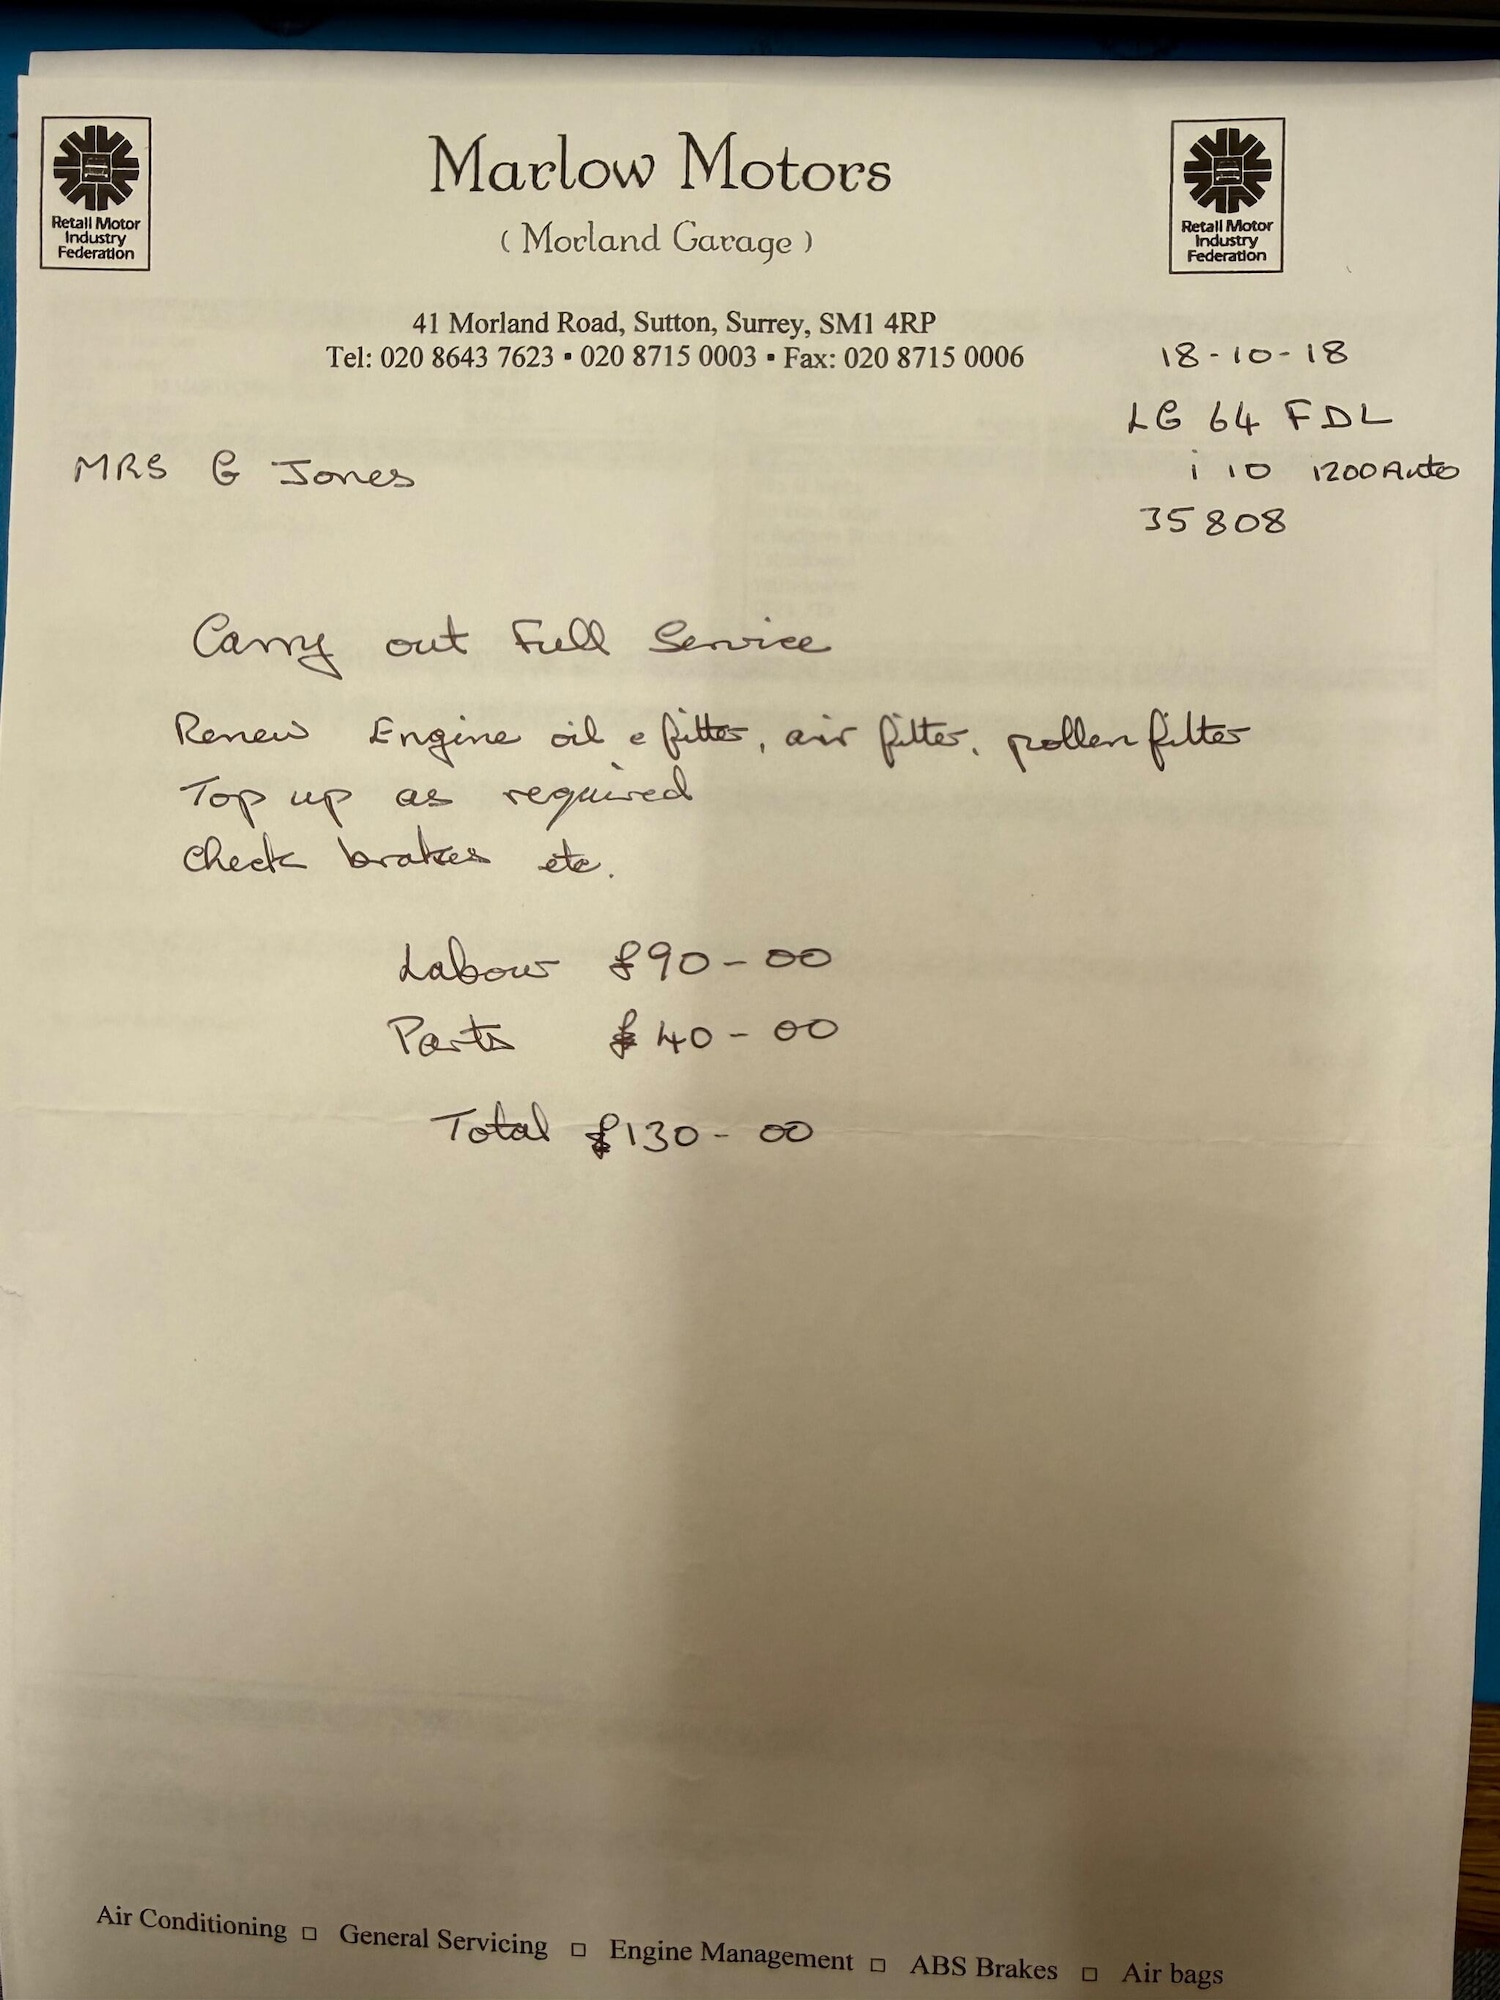 Retail Motor
Industry
Federation
Marlow Motors
( Morland Garage )
Retail Motor
Industry
Federation
41 Morland Road, Sutton, Surrey, SM1 4RP
Tel: 020 8643 7623 ▪ 020 8715 0003 ▪ Fax: 020 8715 0006
18-10-18
LG 64 FDL
MRS G Jones
i 10 1200 Auto
35808
Carry out Full Service
Renew Engine oil e filter, air filter, pollen filter
Top up as required
Check brakes etc.
Labour £90-00
Parts £40-00
Total £130-00
Air Conditioning □ General Servicing □ Engine Management □ ABS Brakes □ Air bags